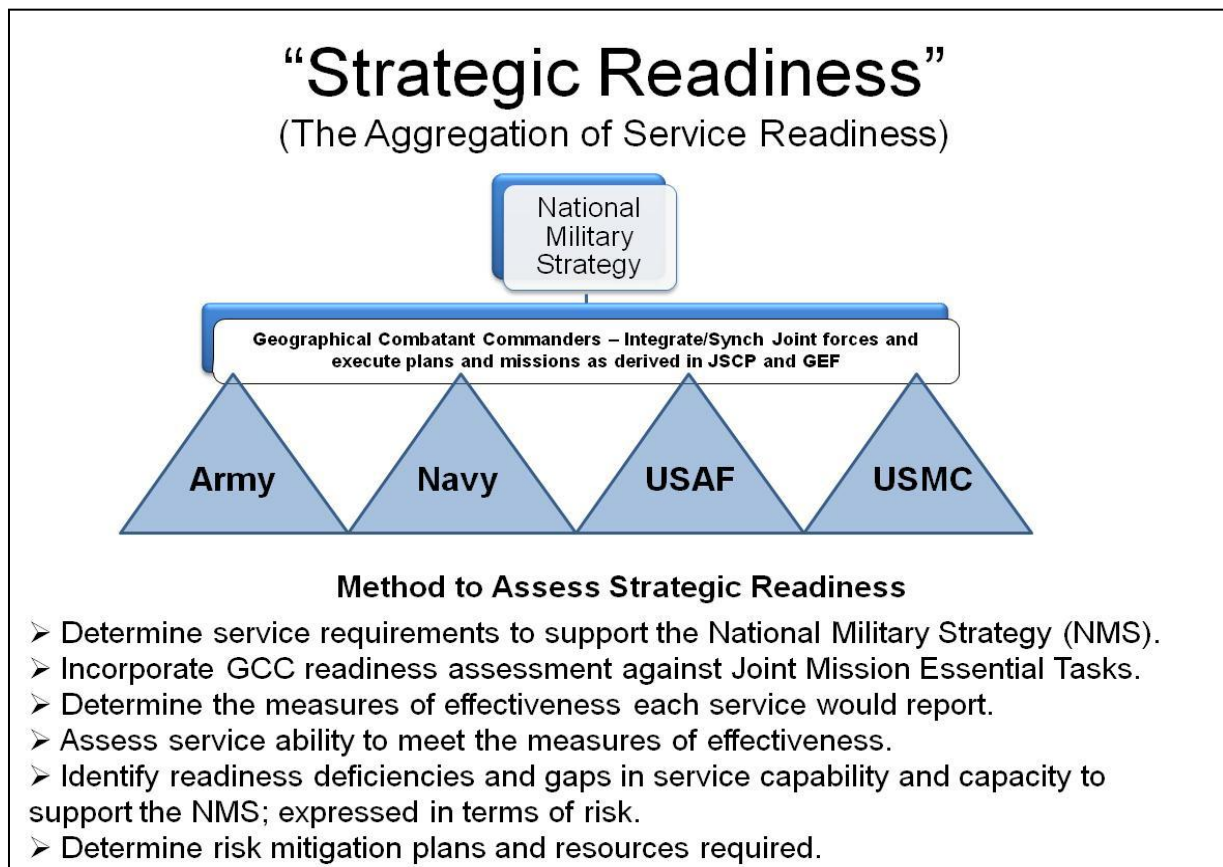 “Strategic Readiness”
(The Aggregation of Service Readiness)
National
Military
Strategy
Geographical Combatant Commanders – Integrate/Synch Joint forces and
execute plans and missions as derived in JSCP and GEF
Army
Navy
USAF
USMC
Method to Assess Strategic Readiness
➢ Determine service requirements to support the National Military Strategy (NMS).
➢ Incorporate GCC readiness assessment against Joint Mission Essential Tasks.
➢ Determine the measures of effectiveness each service would report.
➢ Assess service ability to meet the measures of effectiveness.
➢ Identify readiness deficiencies and gaps in service capability and capacity to
support the NMS; expressed in terms of risk.
➢ Determine risk mitigation plans and resources required.